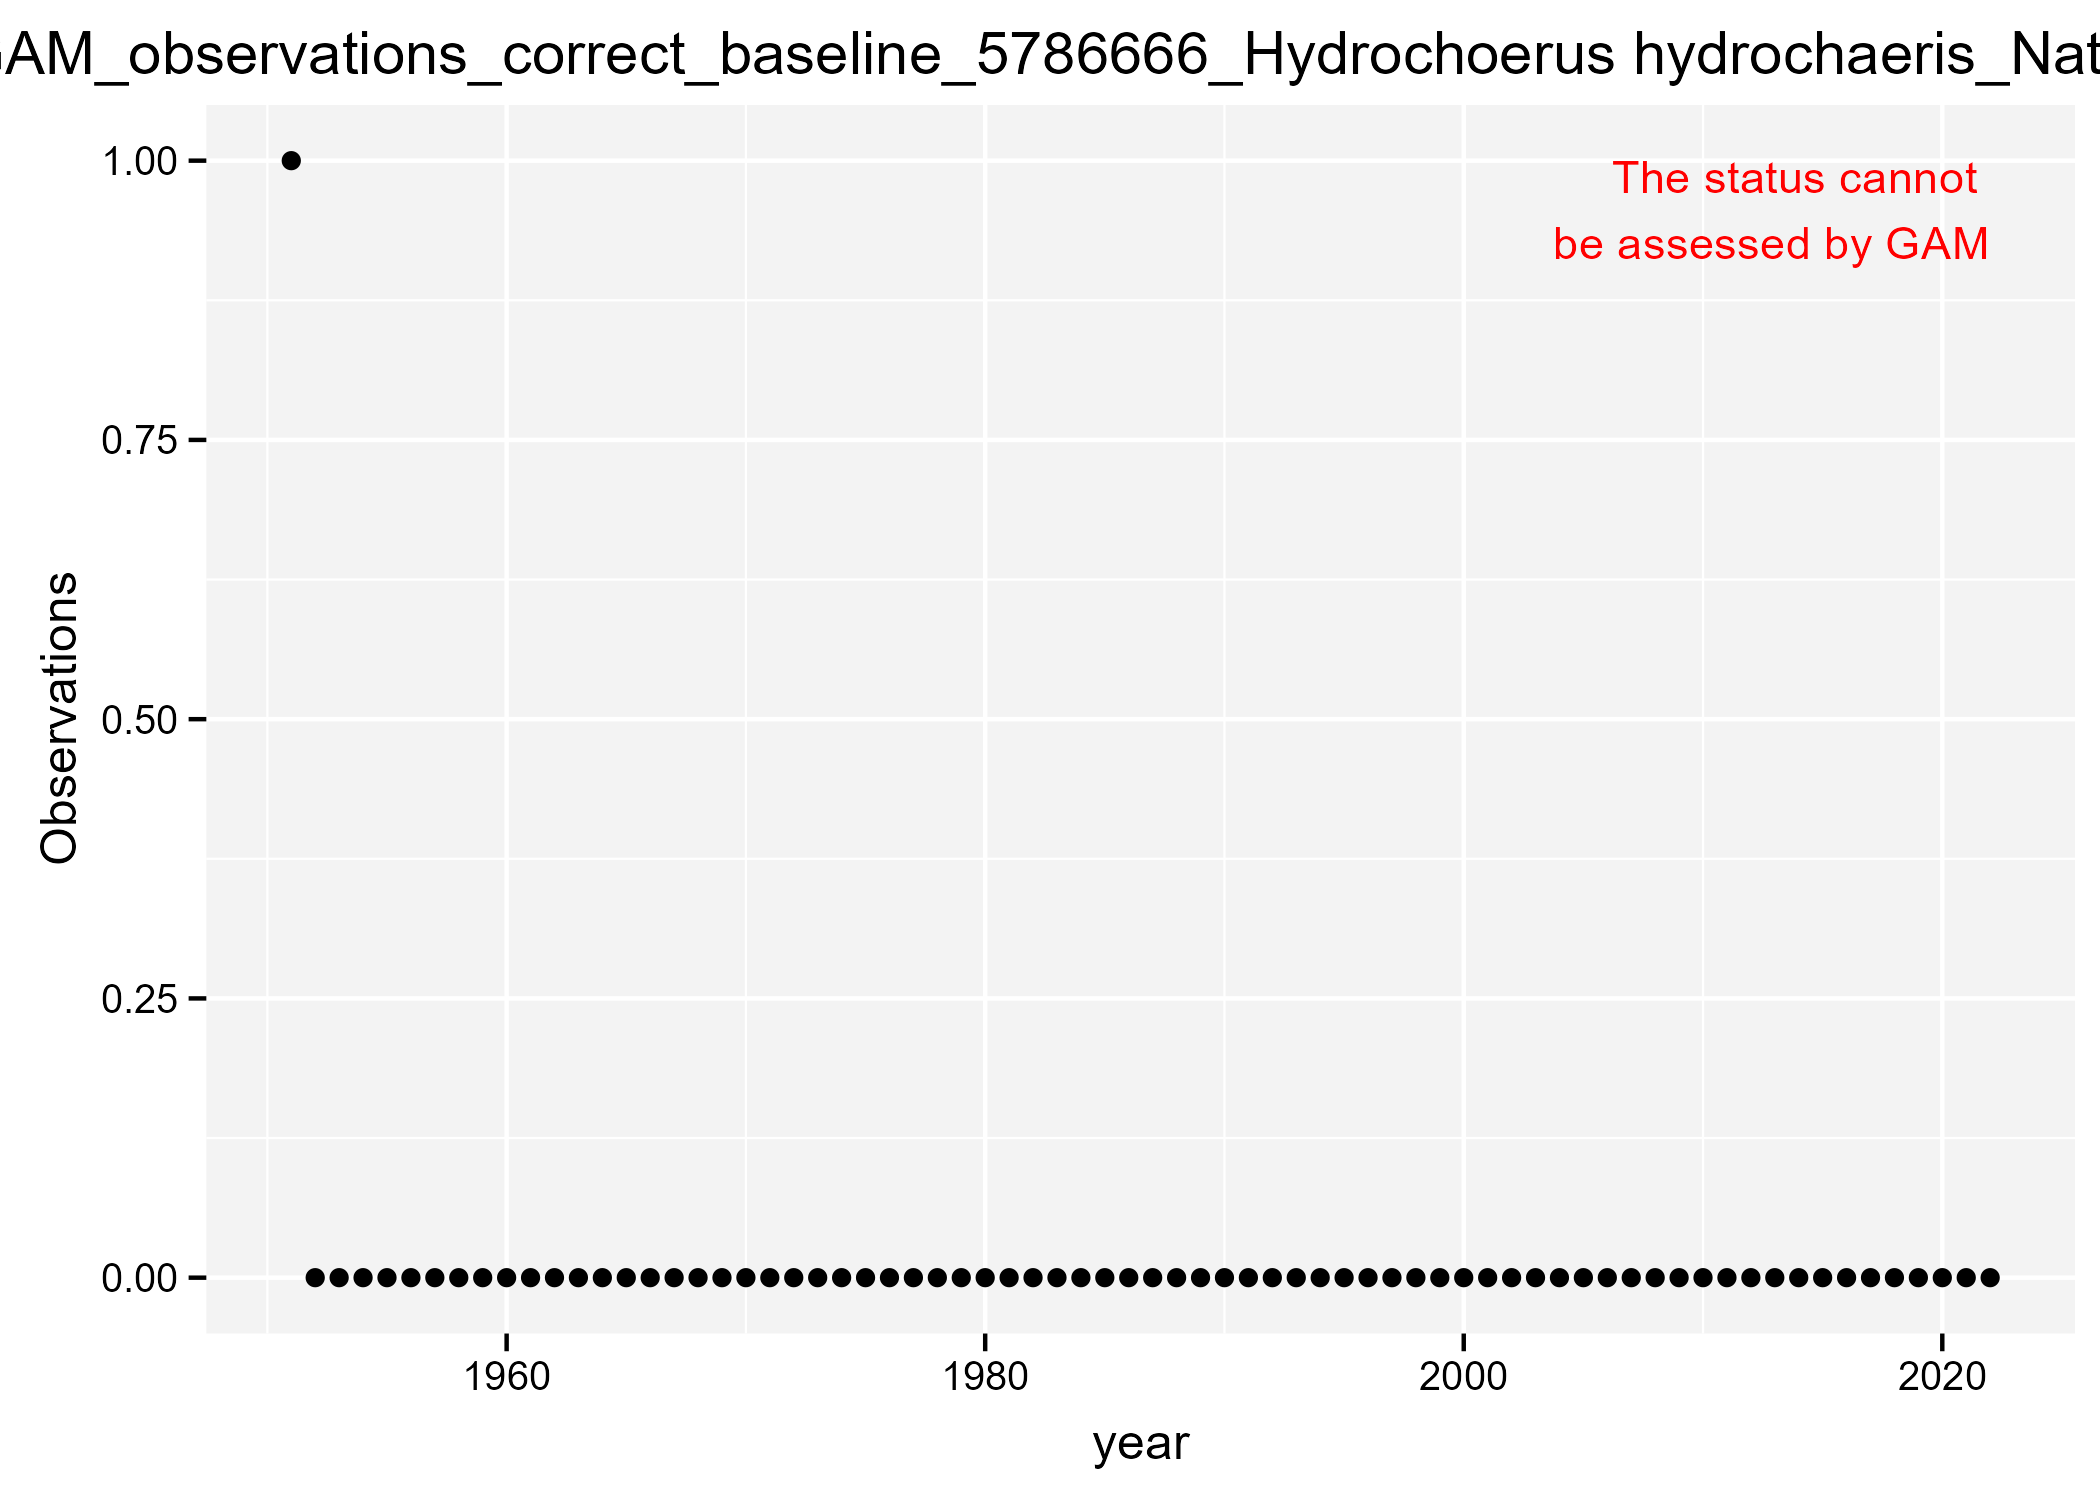 GAM_observations_correct_baseline_5786666_Hydrochoerus hydrochaeris_Nat
The status cannot
be assessed by GAM
1.00
0.75
0.50
0.25
0.00
Observations
1960 1980 2000 2020
year